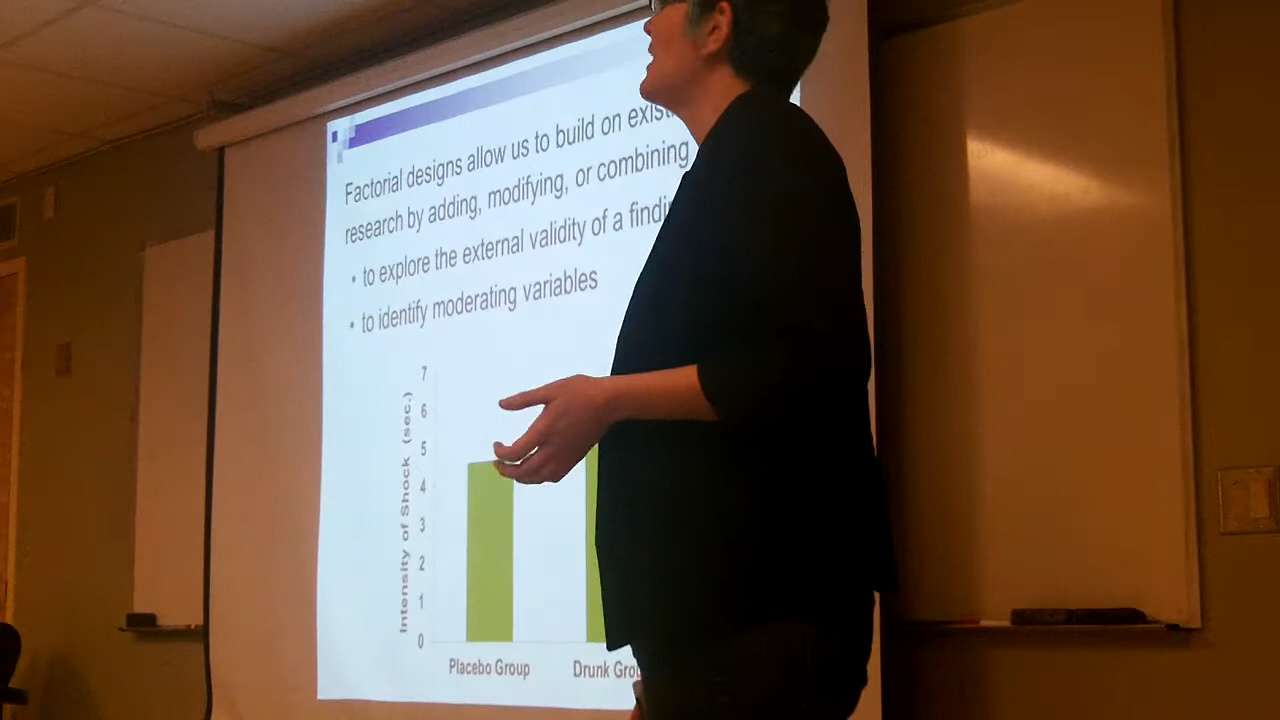 Factorial designs allow us to build on exist
research by adding, modifying, or combining
• to explore the external validity of a findi
• to identify moderating variables
7
6
5
4
3
2
1
0
Intensity of Shock (sec.)
Placebo Group
Drunk Grou